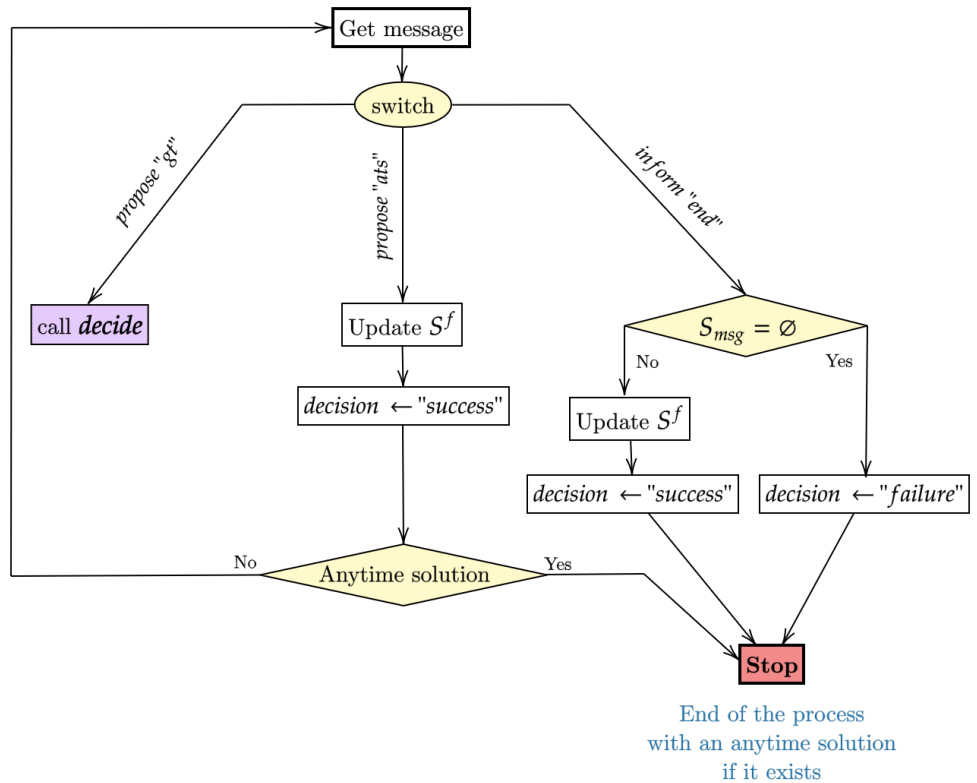 Get message
switch
propose "gt"
propose "ats"
inform "end"
call decide
Update S^f
S_msg = ∅
No
Yes
decision ← "success"
Update S^f
decision ← "success"
decision ← "failure"
No
Anytime solution
Yes
Stop
End of the process
with an anytime solution
if it exists